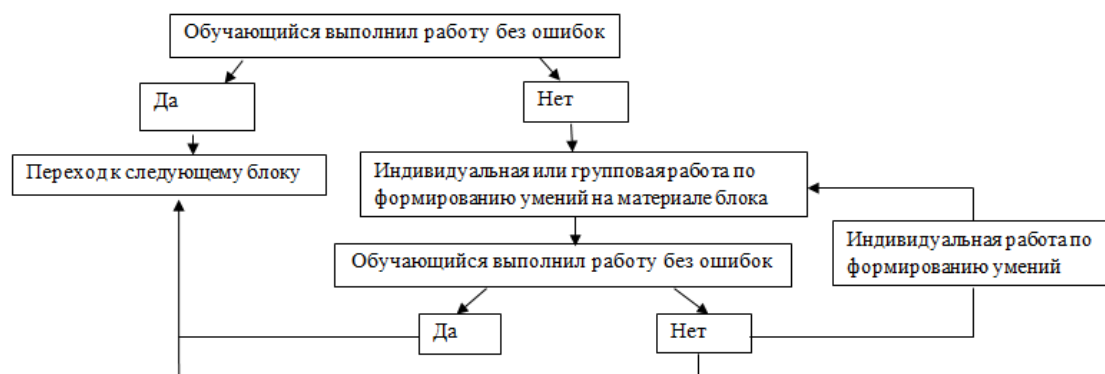 Обучающийся выполнил работу без ошибок
Да
Нет
Переход к следующему блоку
Индивидуальная или групповая работа по
формированию умений на материале блока
Индивидуальная работа по
формированию умений
Обучающийся выполнил работу без ошибок
Да
Нет